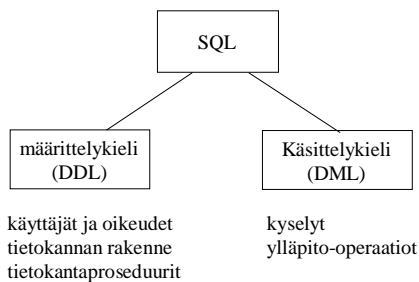 SQL
määrittelykieli
(DDL)
Käsittelykieli
(DML)
käyttäjät ja oikeudet
tietokannan rakenne
tietokantaproseduurit
kyselyt
ylläpito-operaatiot